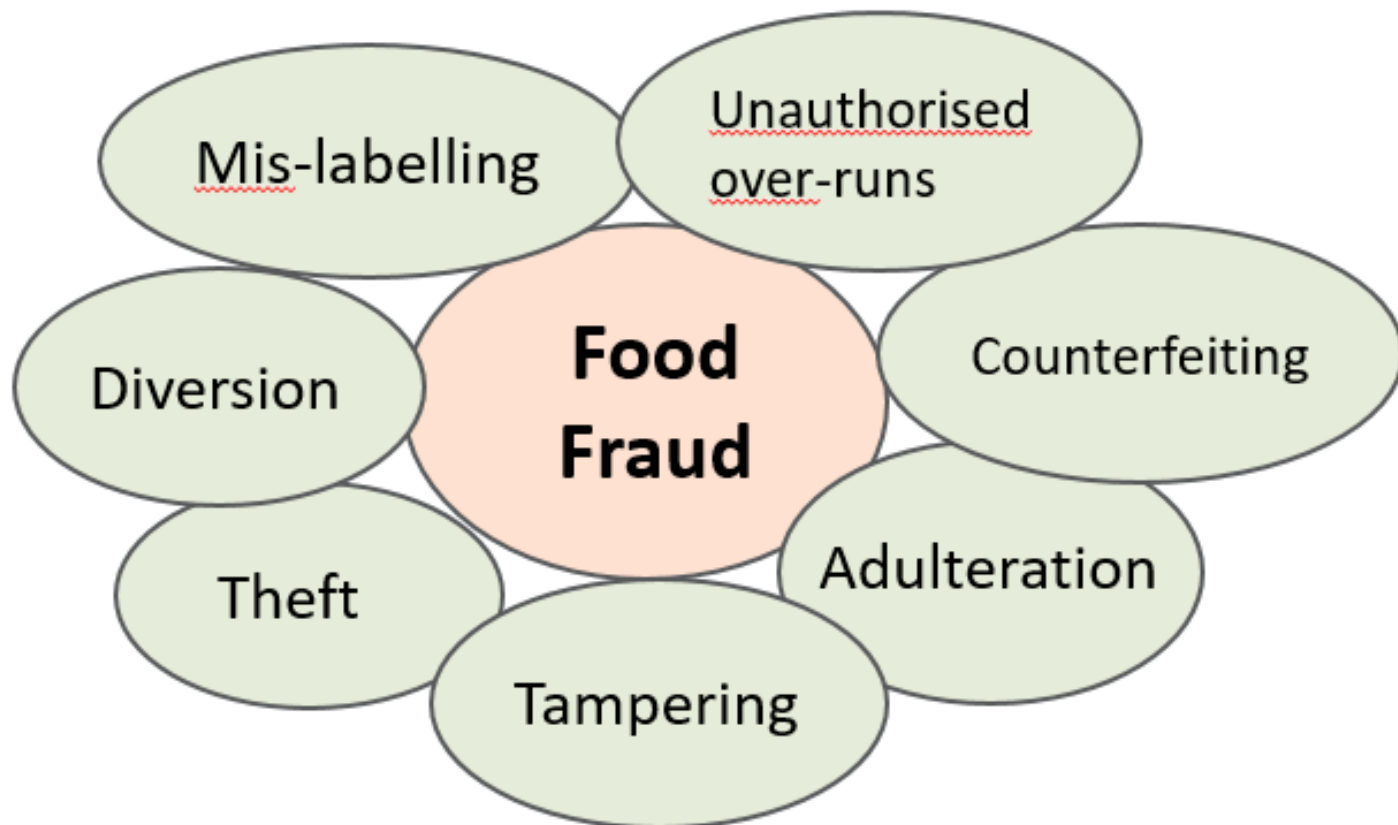 Mis-labelling
Unauthorised
over-runs
Diversion
Food
Fraud
Counterfeiting
Theft
Adulteration
Tampering